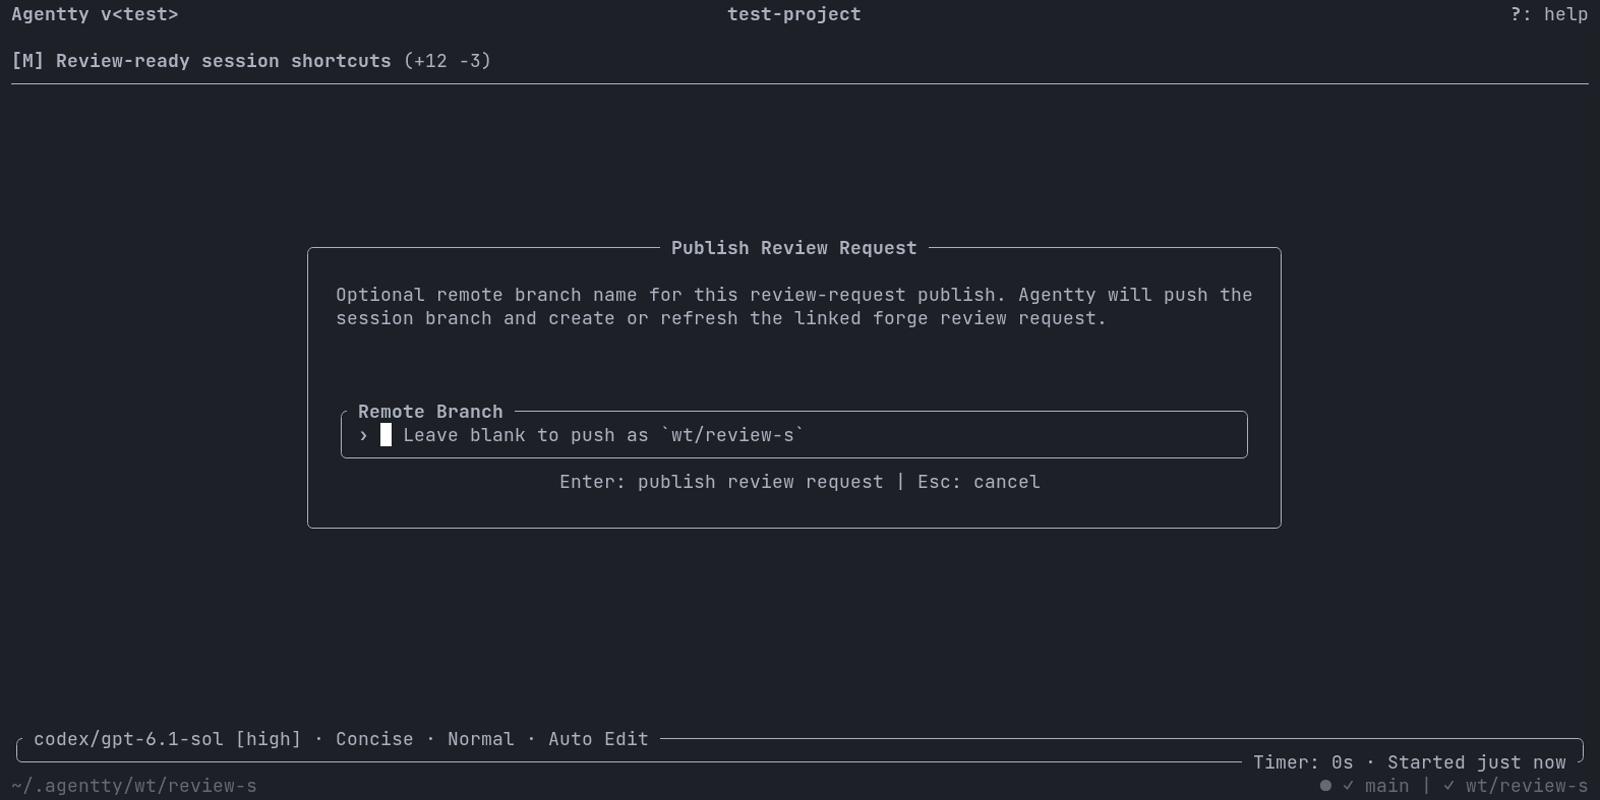 Agentty v<test> test-project ?: help
[M] Review-ready session shortcuts (+12 -3)
Publish Review Request
Optional remote branch name for this review-request publish. Agentty will push the
session branch and create or refresh the linked forge review request.
Remote Branch
› Leave blank to push as `wt/review-s`
Enter: publish review request | Esc: cancel
codex/gpt-6.1-sol [high] · Concise · Normal · Auto Edit
Timer: 0s · Started just now
~/.agentty/wt/review-s ● ✓ main | ✓ wt/review-s